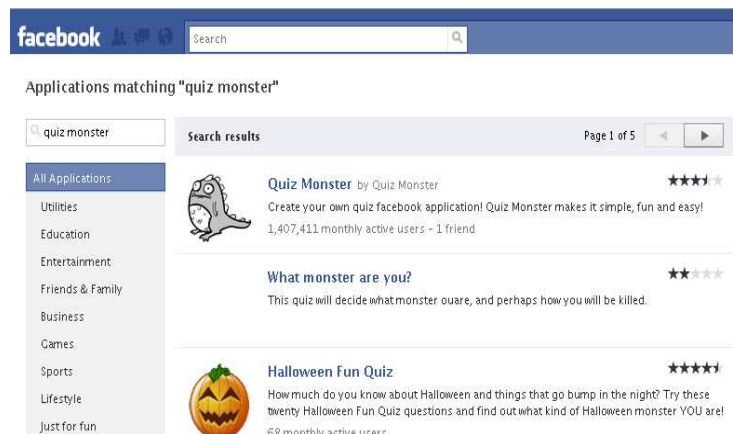 facebook
Search
Applications matching "quiz monster"
quiz monster
Search results
Page 1 of 5
All Applications
Utilities
Education
Entertainment
Friends & Family
Business
Games
Sports
Lifestyle
Just for fun
Quiz Monster by Quiz Monster
Create your own quiz facebook application! Quiz Monster makes it simple, fun and easy!
1,407,411 monthly active users - 1 friend
What monster are you?
This quiz will decide what monster ouare, and perhaps how you will be killed.
Halloween Fun Quiz
How much do you know about Halloween and things that go bump in the night? Try these
twenty Halloween Fun Quiz questions and find out what kind of Halloween monster YOU are!
68 monthly active users